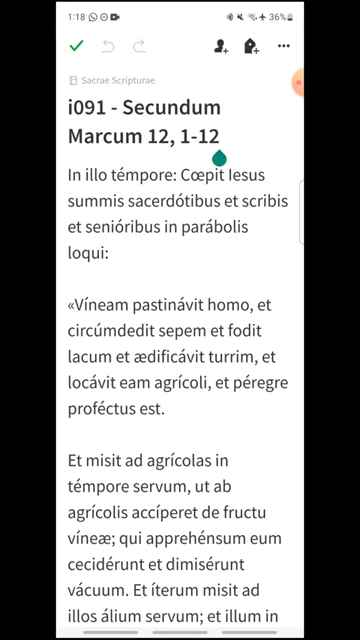 1:18
36%
Sacrae Scripturae
i091 - Secundum
Marcum 12, 1-12
In illo témpore: Cœpit Iesus
summis sacerdótibus et scribis
et senióribus in parábolis
loqui:
«Víneam pastinávit homo, et
circúmdedit sepem et fodit
lacum et ædificávit turrim, et
locávit eam agrícoli, et péregre
proféctus est.
Et misit ad agrícolas in
témpore servum, ut ab
agrícolis accíperet de fructu
víneæ; qui apprehénsum eum
cecidérunt et dimisérunt
vácuum. Et íterum misit ad
illos álium servum; et illum in